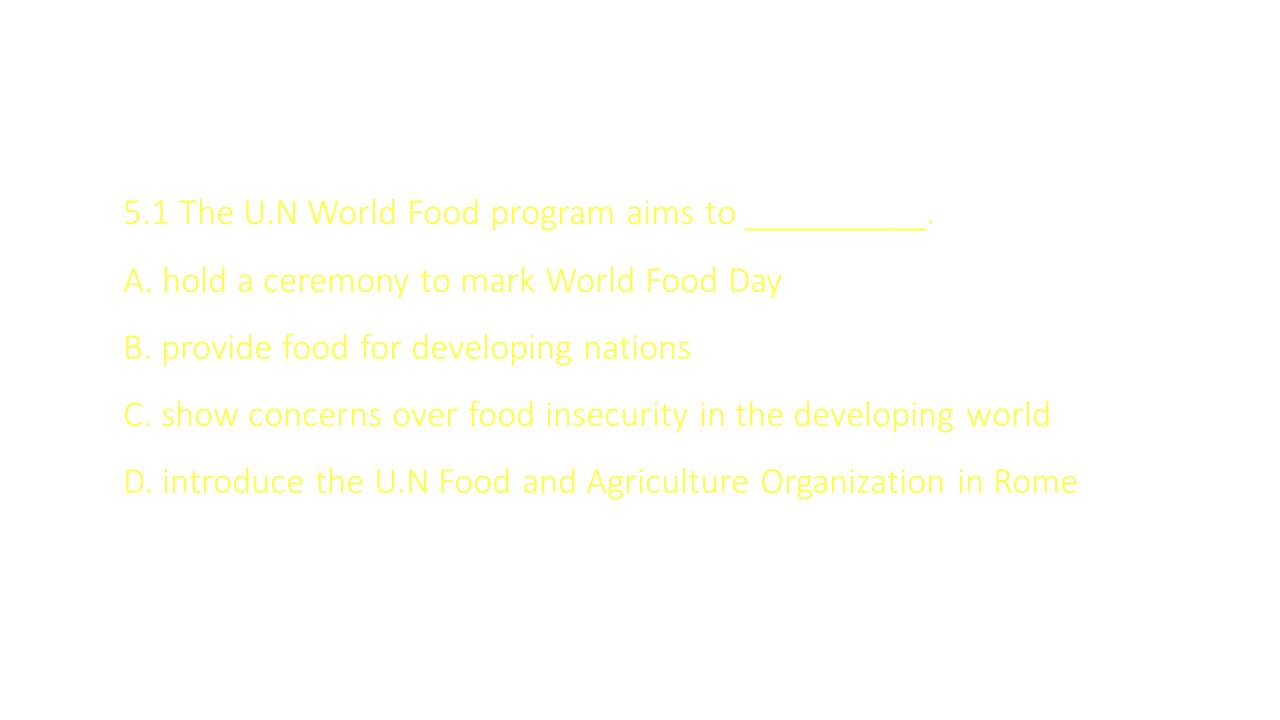 5.1 The U.N World Food program aims to __________.
A. hold a ceremony to mark World Food Day
B. provide food for developing nations
C. show concerns over food insecurity in the developing world
D. introduce the U.N Food and Agriculture Organization in Rome